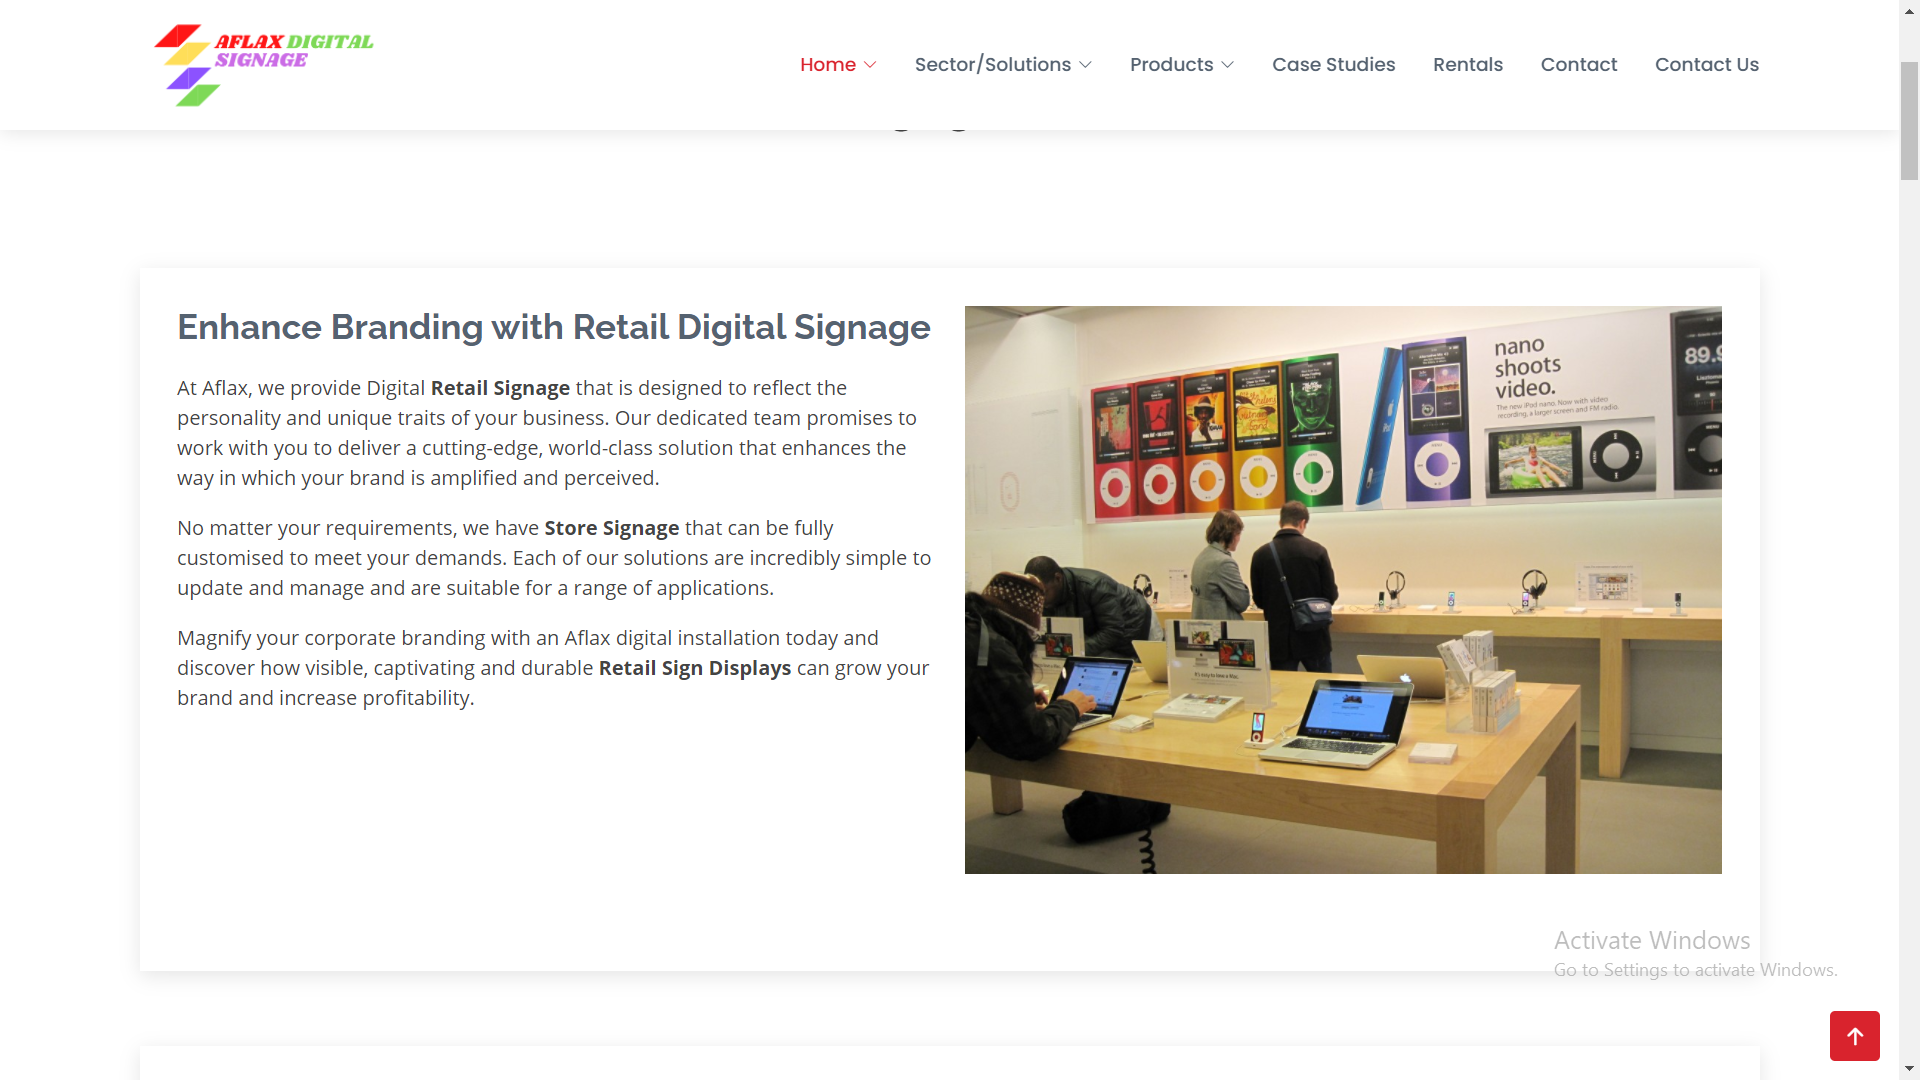 AFLAX DIGITAL
SIGNAGE
Home
Sector/Solutions
Products
Case Studies
Rentals
Contact
Contact Us
Enhance Branding with Retail Digital Signage
At Aflax, we provide Digital Retail Signage that is designed to reflect the
personality and unique traits of your business. Our dedicated team promises to
work with you to deliver a cutting-edge, world-class solution that enhances the
way in which your brand is amplified and perceived.
No matter your requirements, we have Store Signage that can be fully
customised to meet your demands. Each of our solutions are incredibly simple to
update and manage and are suitable for a range of applications.
Magnify your corporate branding with an Aflax digital installation today and
discover how visible, captivating and durable Retail Sign Displays can grow your
brand and increase profitability.
nano
shoots
video.
The new iPod nano. Now with video
recording, a larger screen and FM radio.
89.9
MENU
iPod
It's easy to love a Mac.
Activate Windows
Go to Settings to activate Windows.